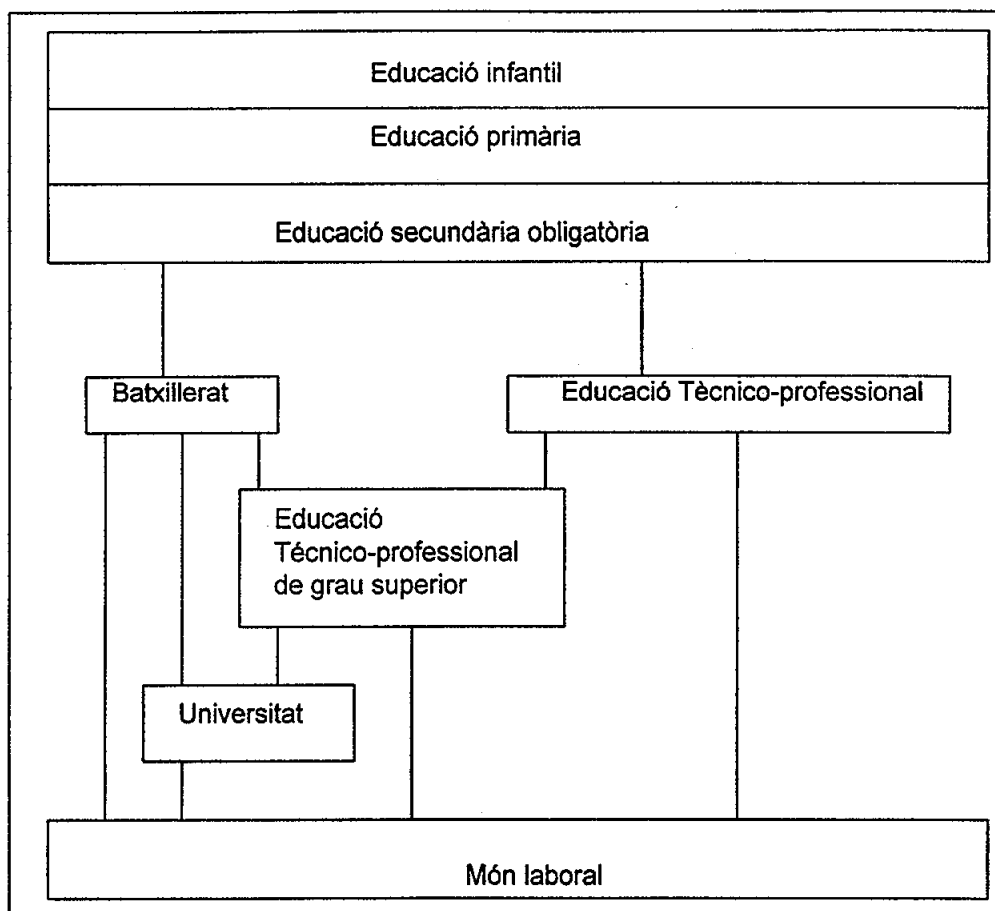 Educació infantil
Educació primària
Educació secundària obligatòria
Batxillerat
Educació Tècnico-professional
Educació
Técnico-professional
de grau superior
Universitat
Món laboral